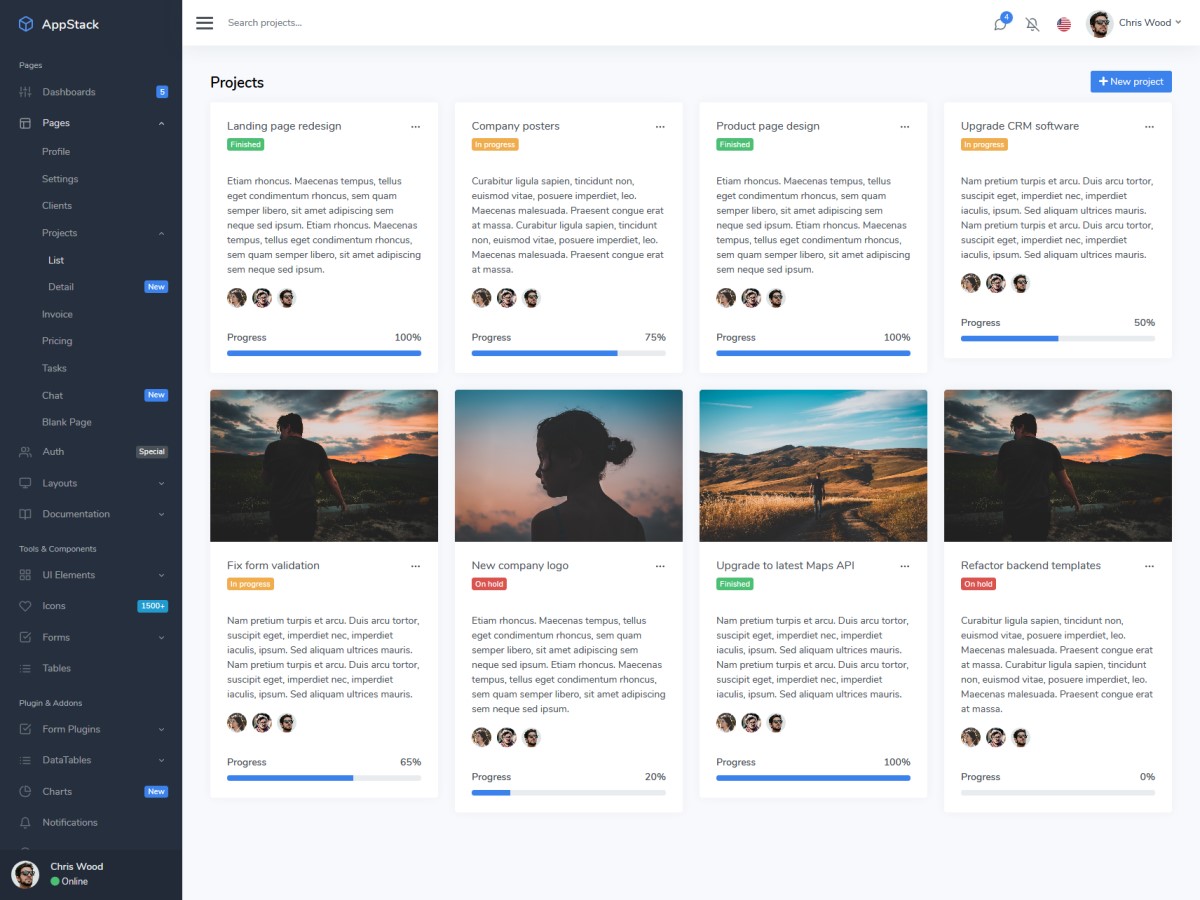 AppStack
Pages
Dashboards
5
Pages
Profile
Settings
Clients
Projects
List
Detail
New
Invoice
Pricing
Tasks
Chat
New
Blank Page
Auth
Special
Layouts
Documentation
Tools & Components
UI Elements
Icons
1500+
Forms
Tables
Plugin & Addons
Form Plugins
DataTables
Charts
New
Notifications
Chris Wood
Online
Search projects...
4
Chris Wood
Projects
+ New project
Landing page redesign
...
Finished
Etiam rhoncus. Maecenas tempus, tellus
eget condimentum rhoncus, sem quam
semper libero, sit amet adipiscing sem
neque sed ipsum. Etiam rhoncus. Maecenas
tempus, tellus eget condimentum rhoncus,
sem quam semper libero, sit amet adipiscing
sem neque sed ipsum.
Progress
100%
Company posters
...
In progress
Curabitur ligula sapien, tincidunt non,
euismod vitae, posuere imperdiet, leo.
Maecenas malesuada. Praesent congue erat
at massa. Curabitur ligula sapien, tincidunt
non, euismod vitae, posuere imperdiet, leo.
Maecenas malesuada. Praesent congue erat
at massa.
Progress
75%
Product page design
...
Finished
Etiam rhoncus. Maecenas tempus, tellus
eget condimentum rhoncus, sem quam
semper libero, sit amet adipiscing sem
neque sed ipsum. Etiam rhoncus. Maecenas
tempus, tellus eget condimentum rhoncus,
sem quam semper libero, sit amet adipiscing
sem neque sed ipsum.
Progress
100%
Upgrade CRM software
...
In progress
Nam pretium turpis et arcu. Duis arcu tortor,
suscipit eget, imperdiet nec, imperdiet
iaculis, ipsum. Sed aliquam ultrices mauris.
Nam pretium turpis et arcu. Duis arcu tortor,
suscipit eget, imperdiet nec, imperdiet
iaculis, ipsum. Sed aliquam ultrices mauris.
Progress
50%
Fix form validation
...
In progress
Nam pretium turpis et arcu. Duis arcu tortor,
suscipit eget, imperdiet nec, imperdiet
iaculis, ipsum. Sed aliquam ultrices mauris.
Nam pretium turpis et arcu. Duis arcu tortor,
suscipit eget, imperdiet nec, imperdiet
iaculis, ipsum. Sed aliquam ultrices mauris.
Progress
65%
New company logo
...
On hold
Etiam rhoncus. Maecenas tempus, tellus
eget condimentum rhoncus, sem quam
semper libero, sit amet adipiscing sem
neque sed ipsum. Etiam rhoncus. Maecenas
tempus, tellus eget condimentum rhoncus,
sem quam semper libero, sit amet adipiscing
sem neque sed ipsum.
Progress
20%
Upgrade to latest Maps API
...
Finished
Nam pretium turpis et arcu. Duis arcu tortor,
suscipit eget, imperdiet nec, imperdiet
iaculis, ipsum. Sed aliquam ultrices mauris.
Nam pretium turpis et arcu. Duis arcu tortor,
suscipit eget, imperdiet nec, imperdiet
iaculis, ipsum. Sed aliquam ultrices mauris.
Progress
100%
Refactor backend templates
...
On hold
Curabitur ligula sapien, tincidunt non,
euismod vitae, posuere imperdiet, leo.
Maecenas malesuada. Praesent congue erat
at massa. Curabitur ligula sapien, tincidunt
non, euismod vitae, posuere imperdiet, leo.
Maecenas malesuada. Praesent congue erat
at massa.
Progress
0%